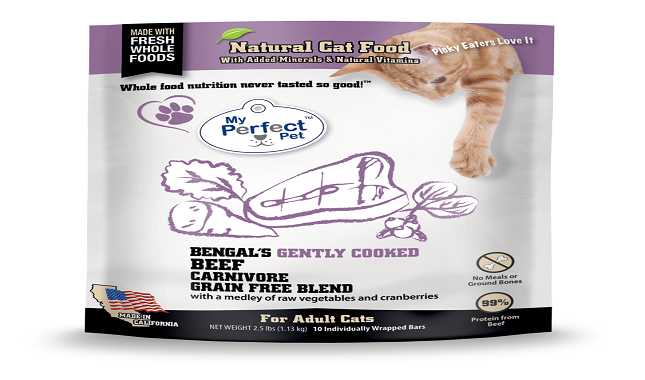 MADE WITH
FRESH
WHOLE
FOODS
Natural Cat Food
With Added Minerals & Natural Vitamins
Picky Eaters Love It
Whole food nutrition never tasted so good!™
My
Perfect™
Pet
BENGAL'S GENTLY COOKED
BEEF
CARNIVORE
GRAIN FREE BLEND
with a medley of raw vegetables and cranberries
No Meals or
Ground Bones
99%
Protein from
Beef
MADE IN
CALIFORNIA
For Adult Cats
NET WEIGHT 2.5 lbs (1.13 kg) 10 Individually Wrapped Bars